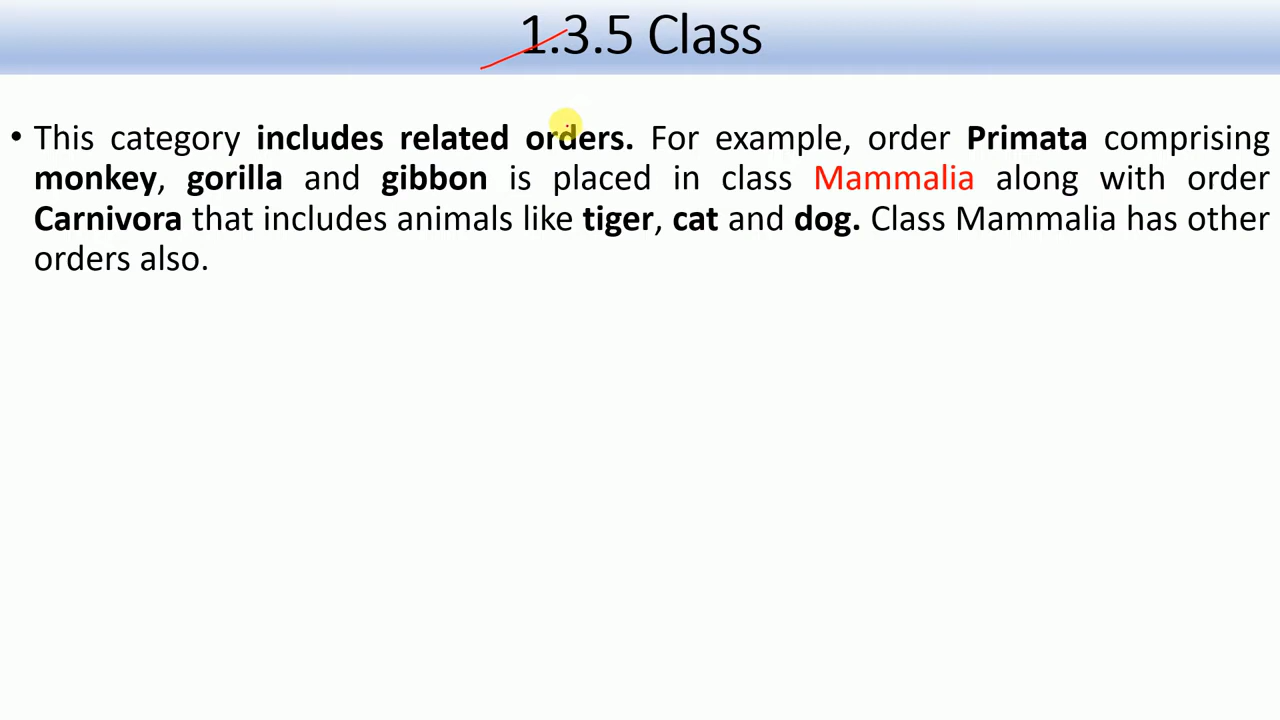 1.3.5 Class
• This category includes related orders. For example, order Primata comprising
monkey, gorilla and gibbon is placed in class Mammalia along with order
Carnivora that includes animals like tiger, cat and dog. Class Mammalia has other
orders also.